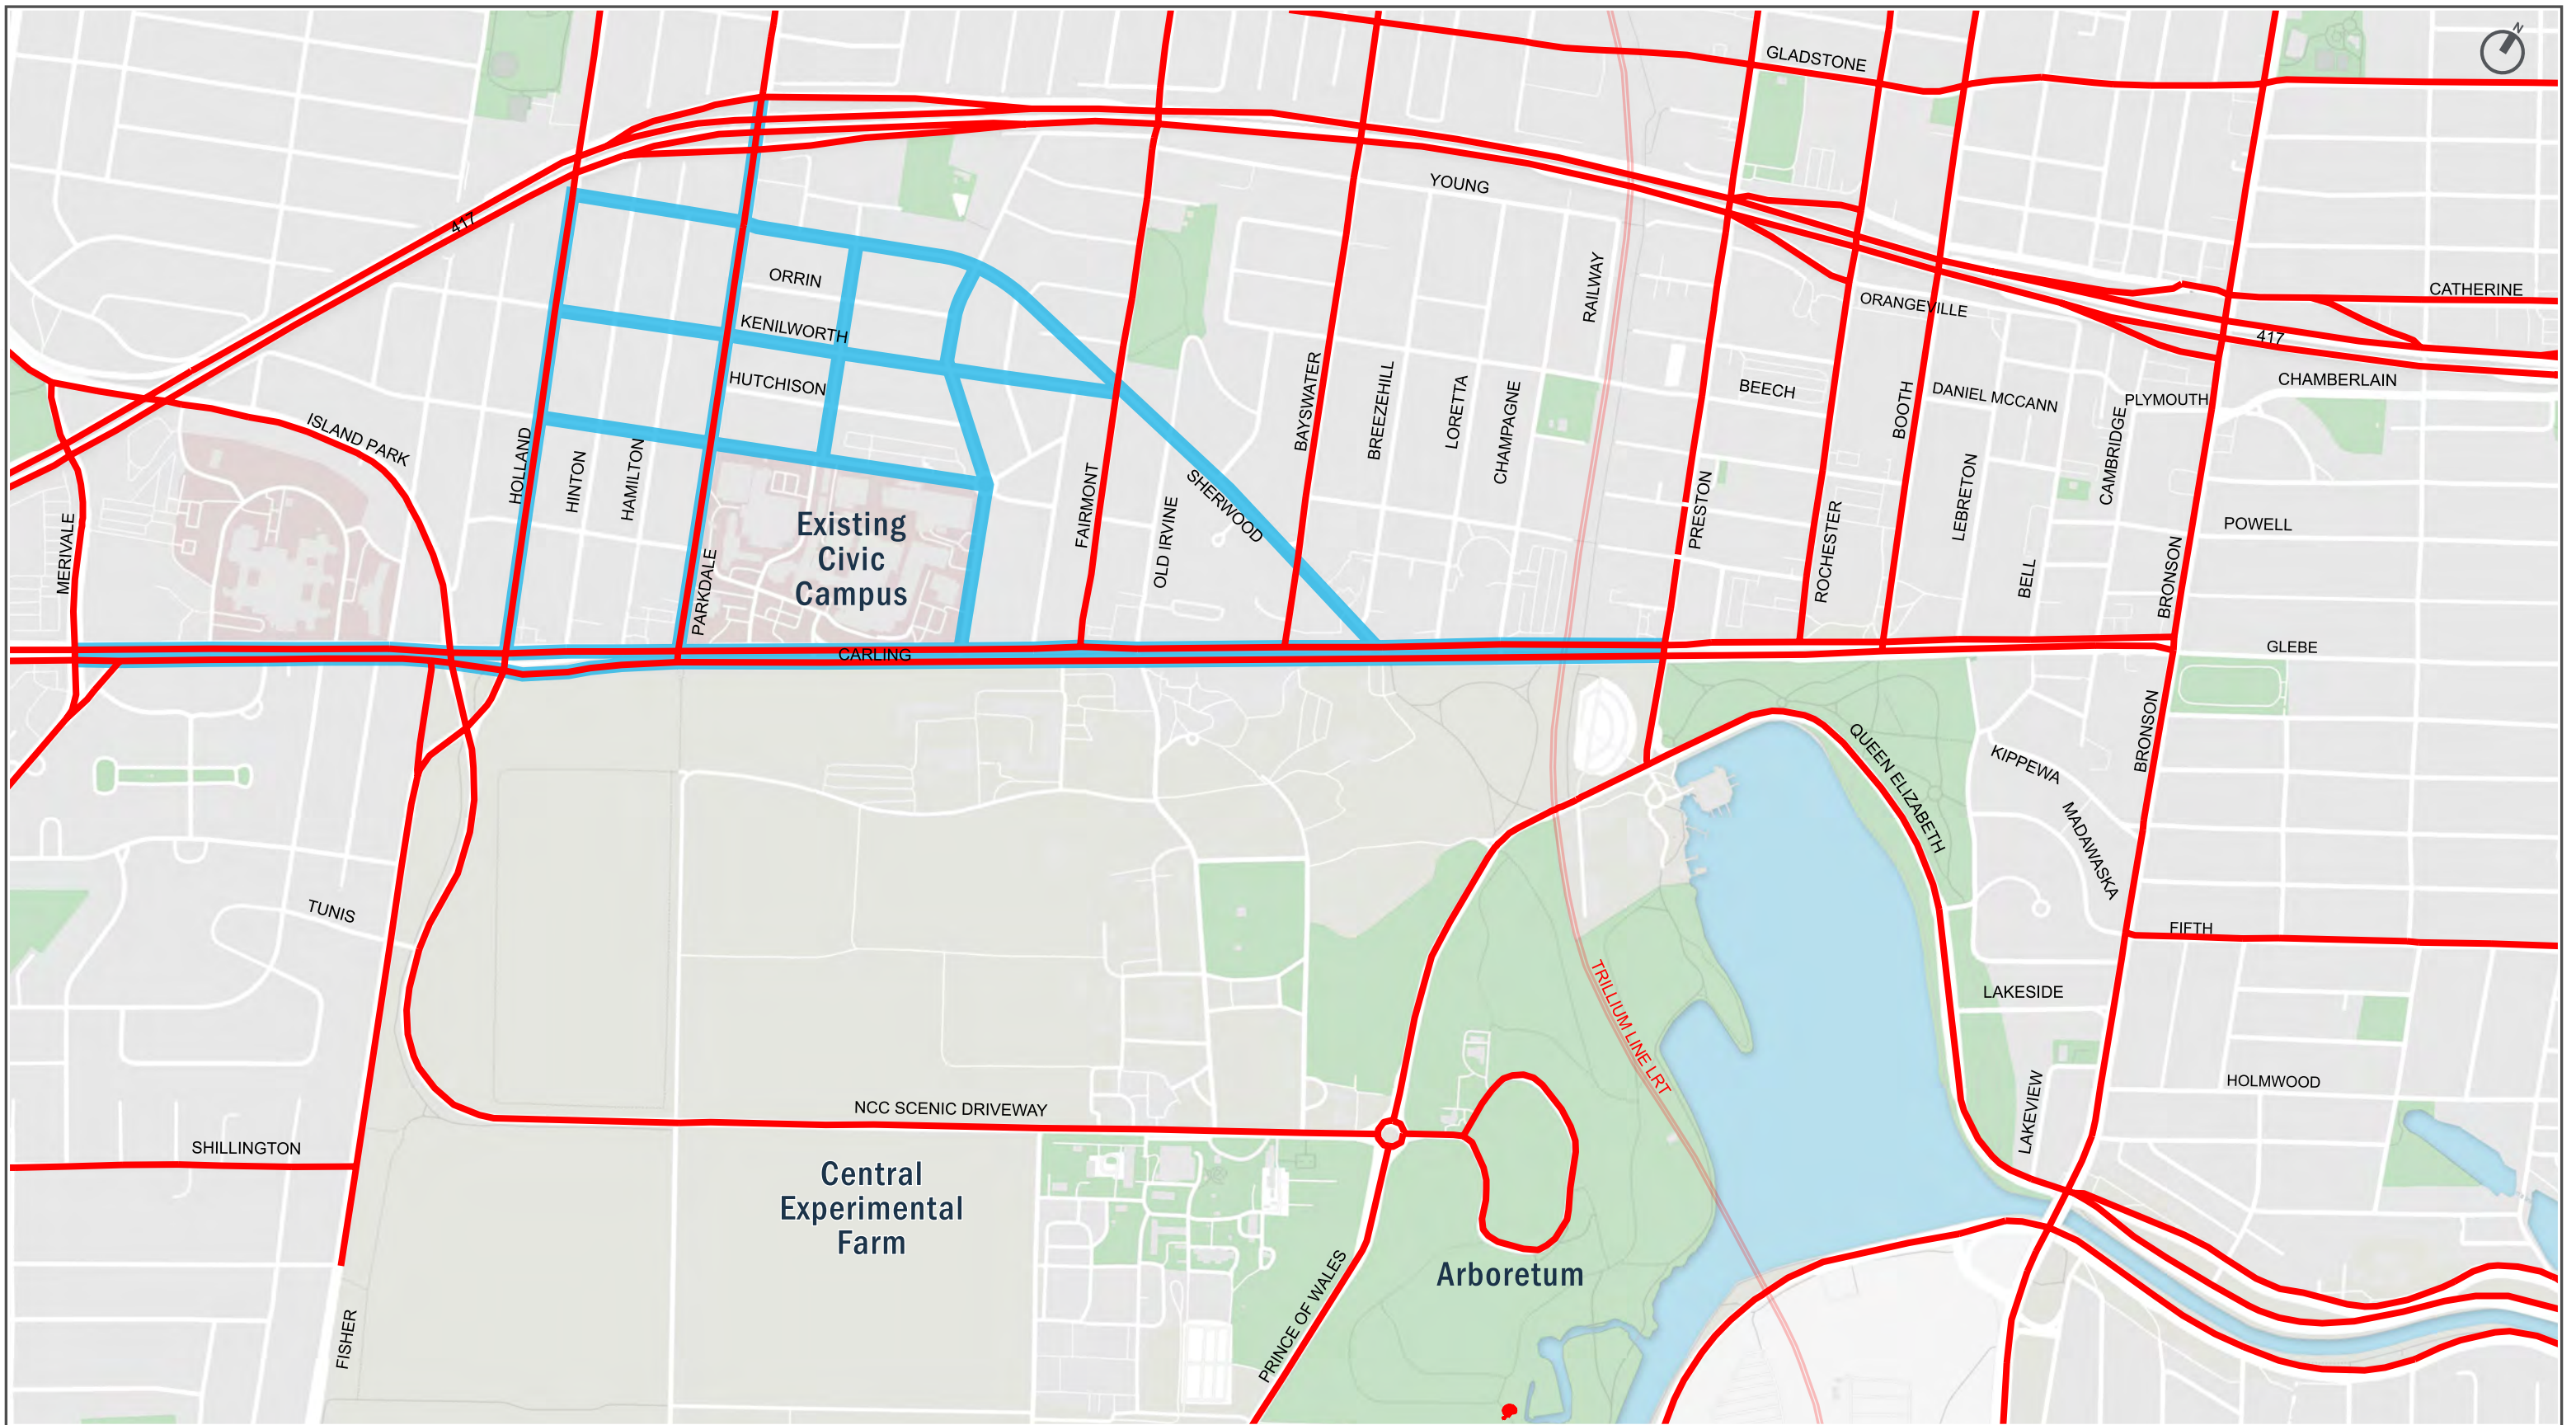 N
GLADSTONE
YOUNG
417
ORRIN
KENILWORTH
HUTCHISON
RAILWAY
ORANGEVILLE
CATHERINE
417
CHAMBERLAIN
BEECH
BOOTH
DANIEL MCCANN
PLYMOUTH
CAMBRIDGE
ISLAND PARK
HOLLAND
HINTON
HAMILTON
BAYSWATER
BREEZEHILL
LORETTA
CHAMPAGNE
MERIVALE
PARKDALE
Existing
Civic
Campus
FAIRMONT
OLD IRVINE
SHERWOOD
PRESTON
ROCHESTER
LEBRETON
BELL
BRONSON
POWELL
CARLING
GLEBE
QUEEN ELIZABETH
KIPPEWA
BRONSON
MADAWASKA
TUNIS
FIFTH
TRILLIUM LINE LRT
LAKESIDE
NCC SCENIC DRIVEWAY
LAKEVIEW
HOLMWOOD
SHILLINGTON
Central
Experimental
Farm
Arboretum
PRINCE OF WALES
FISHER